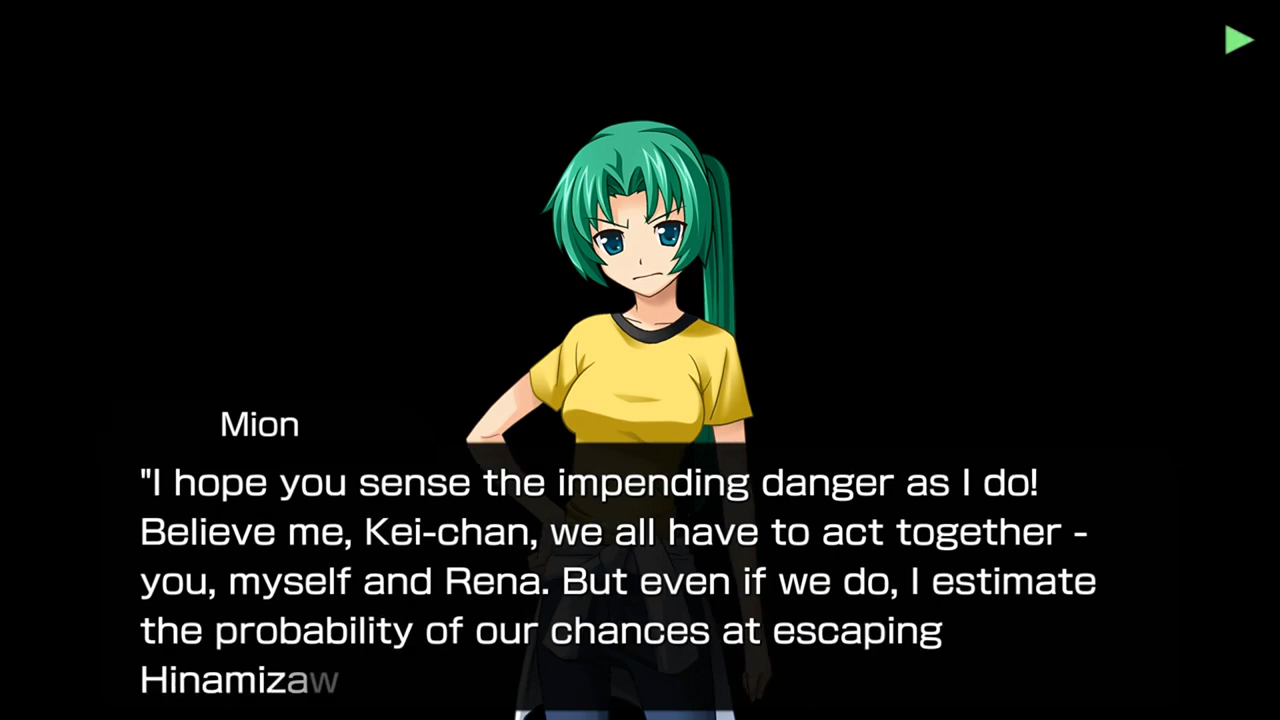 Mion
"I hope you sense the impending danger as I do!
Believe me, Kei-chan, we all have to act together -
you, myself and Rena. But even if we do, I estimate
the probability of our chances at escaping
Hinamizaw